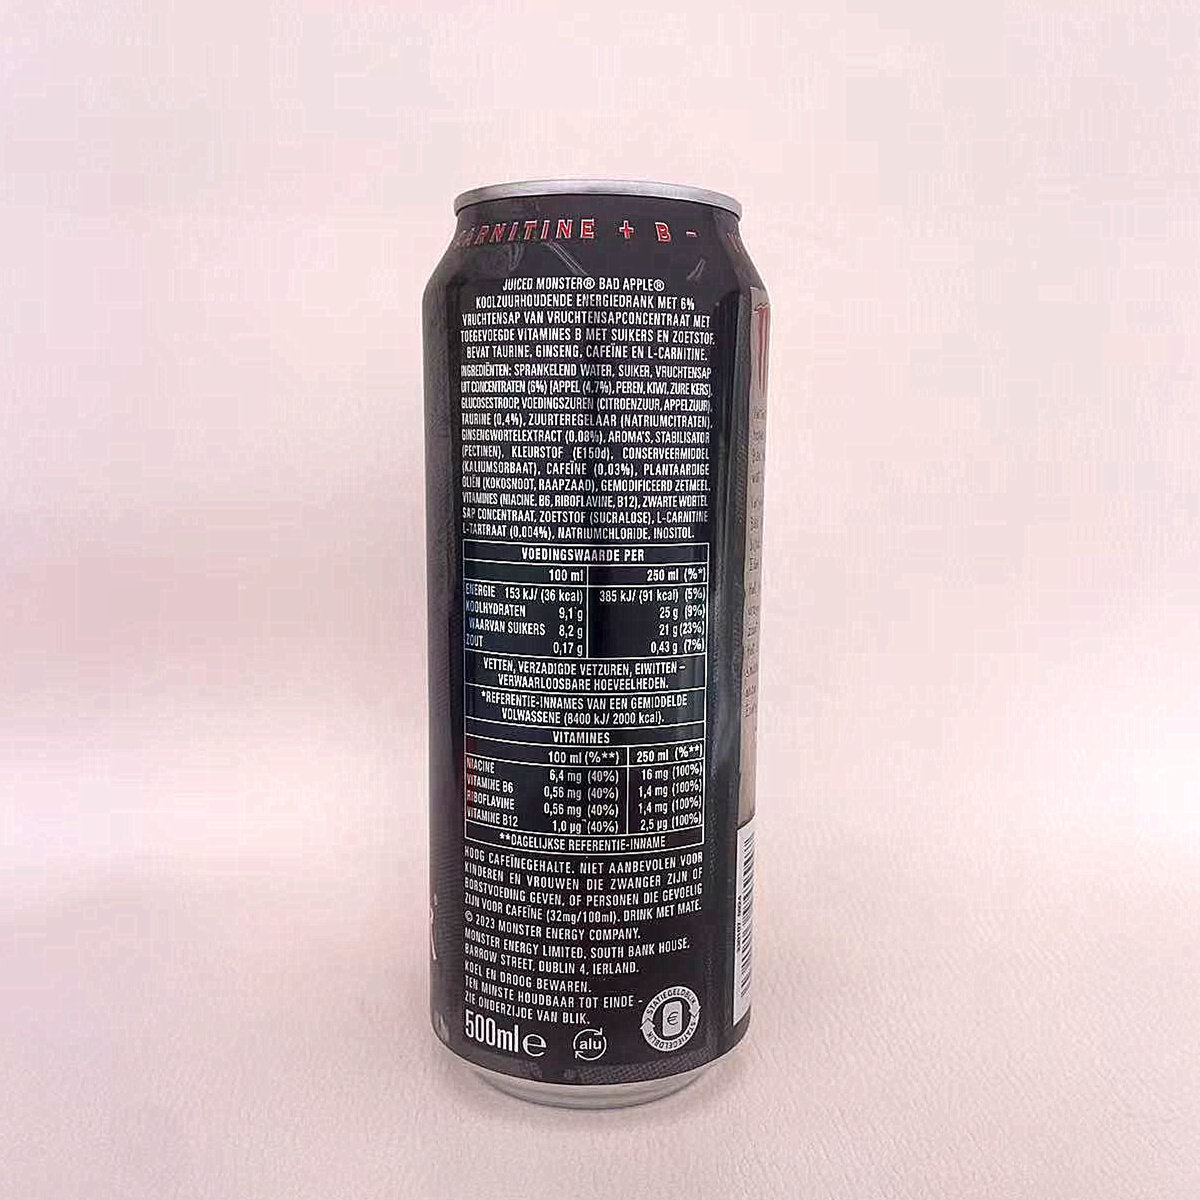 ARNITINE + B -
JUICED MONSTER® BAD APPLE®
KOOLZUURHOUDENDE ENERGIEDRANK MET 6%
VRUCHTENSAP VAN VRUCHTENSAPCONCENTRAAT MET
TOEGEVOEGDE VITAMINES B MET SUIKERS EN ZOETSTOF.
BEVAT TAURINE, GINSENG, CAFEÏNE EN L-CARNITINE.
INGREDIËNTEN: SPRANKELEND WATER, SUIKER, VRUCHTENSAP
UIT CONCENTRATEN (6%) (APPEL (4.7%), PEREN, KIWI, ZURE KERS),
GLUCOSESTROOP, VOEDINGSZUREN (CITROENZUUR, APPELZUUR),
TAURINE (0,4%), ZUURTEREGELAAR (NATRIUMCITRATEN),
GINSENGWORTELEXTRACT (0,08%), AROMA'S, STABILISATOR
(PECTINEN), KLEURSTOF (E150d), CONSERVEERMIDDEL
(KALIUMSORBAAT), CAFEÏNE (0,03%), PLANTAARDIGE
OLIËN (KOKOSNOOT, RAAPZAAD), GEMODIFICEERD ZETMEEL,
VITAMINES (NIACINE, B6, RIBOFLAVINE, B12), ZWARTE WORTEL
SAP CONCENTRAAT, ZOETSTOF (SUCRALOSE), L-CARNITINE
L-TARTRAAT (0,004%), NATRIUMCHLORIDE, INOSITOL.
VOEDINGSWAARDE PER
100 ml 250 ml (%*)
ENERGIE 153 kJ/ (36 kcal) 385 kJ/ (91 kcal) (5%)
KOOLHYDRATEN 9,1 g 25 g (9%)
WAARVAN SUIKERS 8,2 g 21 g (23%)
ZOUT 0,17 g 0,43 g (7%)
VETTEN, VERZADIGDE VETZUREN, EIWITTEN -
VERWAARLOOSBARE HOEVEELHEDEN.
*REFERENTIE-INNAMES VAN EEN GEMIDDELDE
VOLWASSENE (8400 kJ/ 2000 kcal).
VITAMINES
100 ml (%**) 250 ml (%**)
NIACINE 6,4 mg (40%) 16 mg (100%)
VITAMINE B6 0,56 mg (40%) 1,4 mg (100%)
RIBOFLAVINE 0,56 mg (40%) 1,4 mg (100%)
VITAMINE B12 1,0 µg (40%) 2,5 µg (100%)
**DAGELIJKSE REFERENTIE-INNAME
HOOG CAFEÏNEGEHALTE. NIET AANBEVOLEN VOOR
KINDEREN EN VROUWEN DIE ZWANGER ZIJN OF
BORSTVOEDING GEVEN, OF PERSONEN DIE GEVOELIG
ZIJN VOOR CAFEÏNE (32mg/100ml). DRINK MET MATE.
© 2023 MONSTER ENERGY COMPANY.
MONSTER ENERGY LIMITED, SOUTH BANK HOUSE,
BARROW STREET, DUBLIN 4, IERLAND.
KOEL EN DROOG BEWAREN.
TEN MINSTE HOUDBAAR TOT EINDE -
ZIE ONDERZIJDE VAN BLIK.
500ml e
alu
STATIEGELDBLIK
€
STATIEGELDBLIK